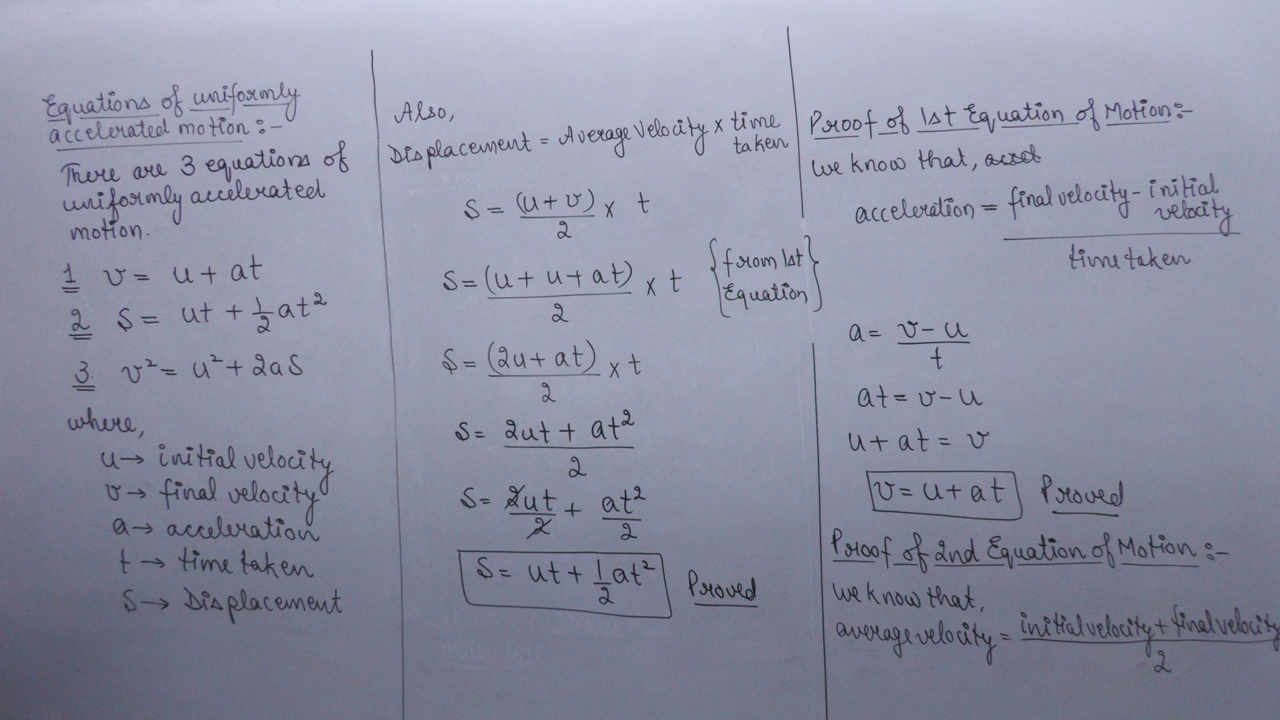 Equations of uniformly
accelerated motion :-
There are 3 equations of
uniformly accelerated
motion.
1 v = u + at
2 S = ut + 1/2 at²
3. v² = u² + 2aS
where,
u → initial velocity
v → final velocity
a → acceleration
t → time taken
S → Displacement
Also,
Displacement = Average Velocity × time
taken
S = (u + v)/2 × t
S = (u + u + at)/2 × t {from 1st
Equation}
S = (2u + at)/2 × t
S = 2ut + at²/2
S = 2ut/2 + at²/2
S = ut + 1/2 at² Proved
Proof of 1st Equation of Motion :-
we know that,
acceleration = final velocity - initial
velocity
time taken
a = v - u/t
at = v - u
u + at = v
v = u + at Proved
Proof of 2nd Equation of Motion :-
we know that,
average velocity = initial velocity + final velocity
2